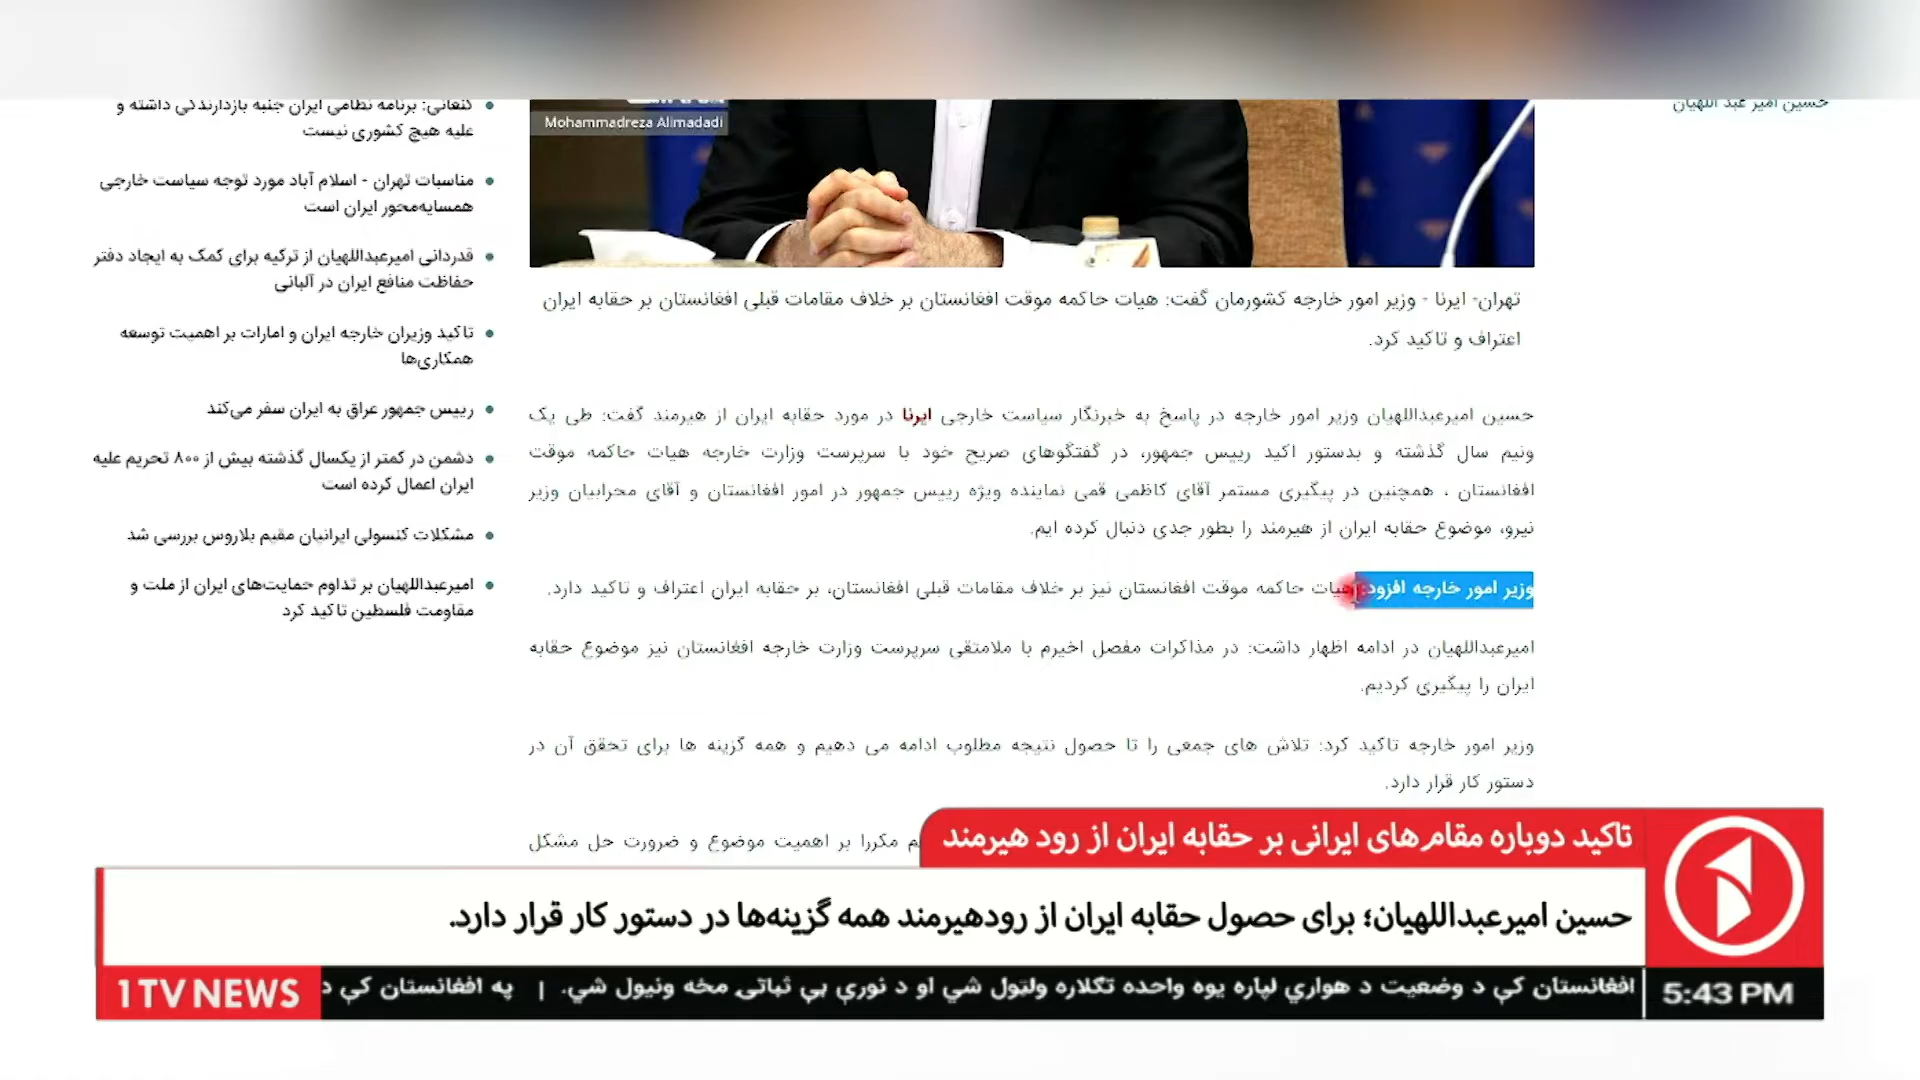 حسین امیر عبد اللهیان
Mohammadreza Alimadadi
تهران- ایرنا - وزیر امور خارجه کشورمان گفت: هیات حاکمه موقت افغانستان بر خلاف مقامات قبلی افغانستان بر حقابه ایران
اعتراف و تاکید کرد.
حسین امیرعبداللهیان وزیر امور خارجه در پاسخ به خبرنگار سیاست خارجی ایرنا در مورد حقابه ایران از هیرمند گفت: طی یک
ونیم سال گذشته و بدستور اکید رییس جمهور، در گفتگوهای صریح خود با سرپرست وزارت خارجه هیات حاکمه موقت
افغانستان ، همچنین در پیگیری مستمر آقای کاظمی قمی نماینده ویژه رییس جمهور در امور افغانستان و آقای محرابیان وزیر
نیرو، موضوع حقابه ایران از هیرمند را بطور جدی دنبال کرده ایم.
وزیر امور خارجه افزود: هیات حاکمه موقت افغانستان نیز بر خلاف مقامات قبلی افغانستان، بر حقابه ایران اعتراف و تاکید دارد.
امیرعبداللهیان در ادامه اظهار داشت: در مذاکرات مفصل اخیرم با ملامتقی سرپرست وزارت خارجه افغانستان نیز موضوع حقابه
ایران را پیگیری کردیم.
وزیر امور خارجه تاکید کرد: تلاش های جمعی را تا حصول نتیجه مطلوب ادامه می دهیم و همه گزینه ها برای تحقق آن در
دستور کار قرار دارد.
مکررا بر اهمیت موضوع و ضرورت حل مشکل
کنعانی: برنامه نظامی ایران جنبه بازدارندگی داشته و
علیه هیچ کشوری نیست
مناسبات تهران - اسلام آباد مورد توجه سیاست خارجی
همسایه‌محور ایران است
قدردانی امیرعبداللهیان از ترکیه برای کمک به ایجاد دفتر
حفاظت منافع ایران در آلبانی
تاکید وزیران خارجه ایران و امارات بر اهمیت توسعه
همکاری‌ها
رییس جمهور عراق به ایران سفر می‌کند
دشمن در کمتر از یکسال گذشته بیش از ۸۰۰ تحریم علیه
ایران اعمال کرده است
مشکلات کنسولی ایرانیان مقیم بلاروس بررسی شد
امیرعبداللهیان بر تداوم حمایت‌های ایران از ملت و
مقاومت فلسطین تاکید کرد
تاکید دوباره مقام‌های ایرانی بر حقابه ایران از رود هیرمند
حسین امیرعبداللهیان؛ برای حصول حقابه ایران از رودهیرمند همه گزینه‌ها در دستور کار قرار دارد.
1TV NEWS
افغانستان کې د وضعیت د هوارې لپاره یوه واحده تګلاره ولټول شي او د نورې بې ثباتۍ مخه ونیول شي. | په افغانستان کې د
5:43 PM